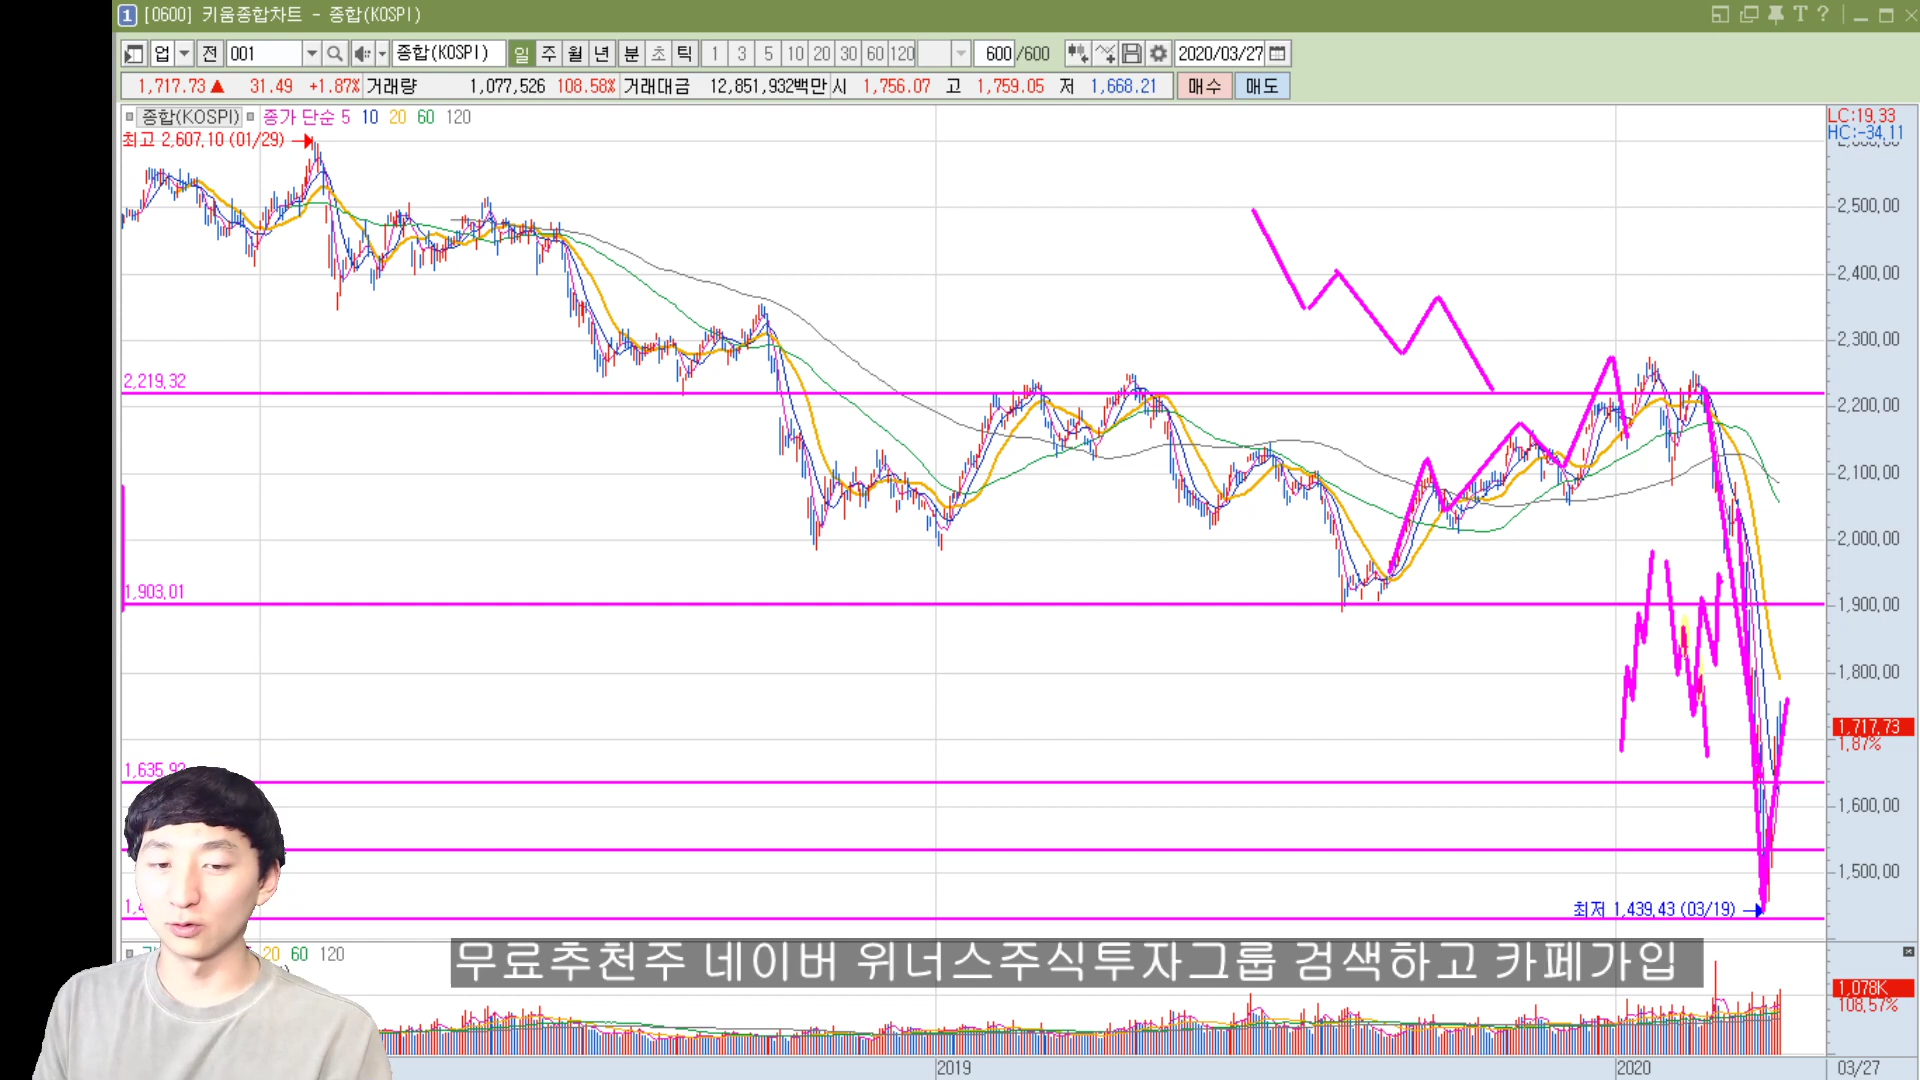 1 [0600] 키움종합차트 - 종합(KOSPI) T ?
업 전 001 종합(KOSPI) 일 주 월 년 분 초 틱 1 3 5 10 20 30 60 120 600 /600 2020/03/27
1,717.73 ▲ 31.49 +1.87% 거래량 1,077,526 108.58% 거래대금 12,851,932백만 시 1,756.07 고 1,759.05 저 1,668.21 매수 매도
종합(KOSPI) 종가 단순 5 10 20 60 120
LC:19.33
HC:-34.11
최고 2,607.10 (01/29)
2,500.00
2,400.00
2,300.00
2,219.32
2,200.00
2,100.00
2,000.00
1,903.01
1,900.00
1,800.00
1,717.73
1.87%
1,635.92
1,600.00
1,500.00
최저 1,439.43 (03/19)
20 60 120
무료추천주 네이버 위너스주식투자그룹 검색하고 카페가입
1,078K
108.57%
2019 2020 03/27